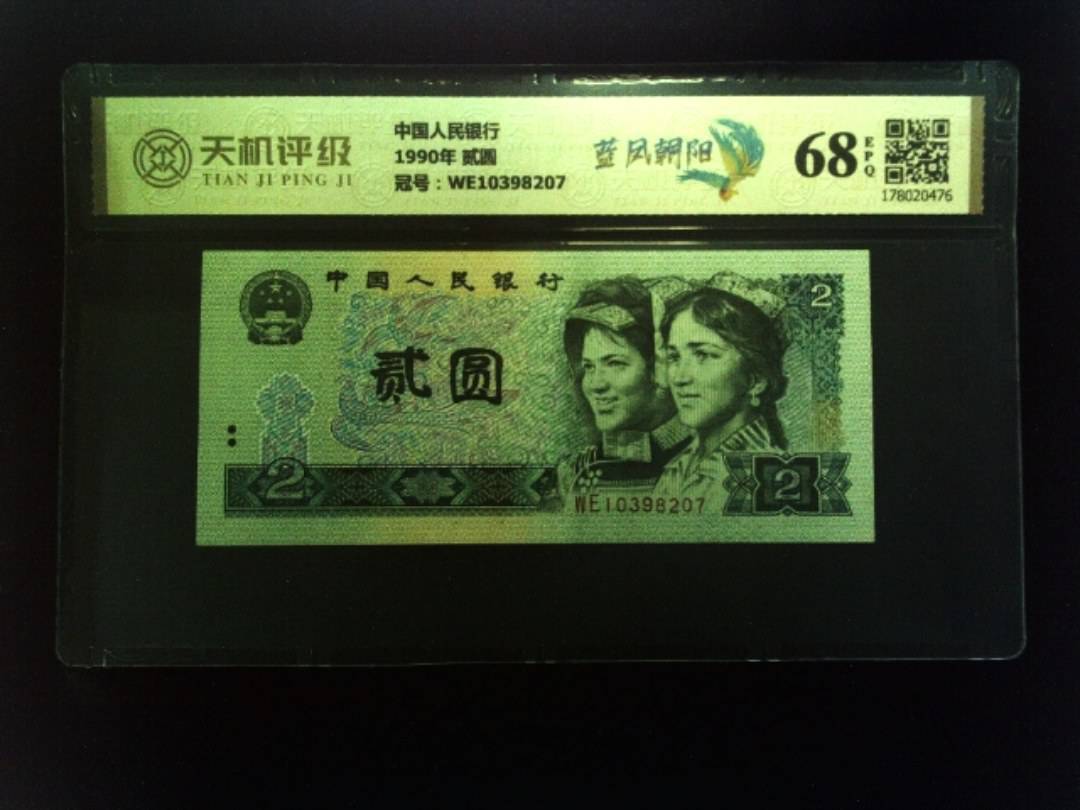 天机评级
TIAN JI PING JI
中国人民银行
1990年 贰圆
冠号：WE10398207
蓝凤朝阳
68
EPQ
178020476
中国人民银行
2
贰圆
2
WE10398207
2